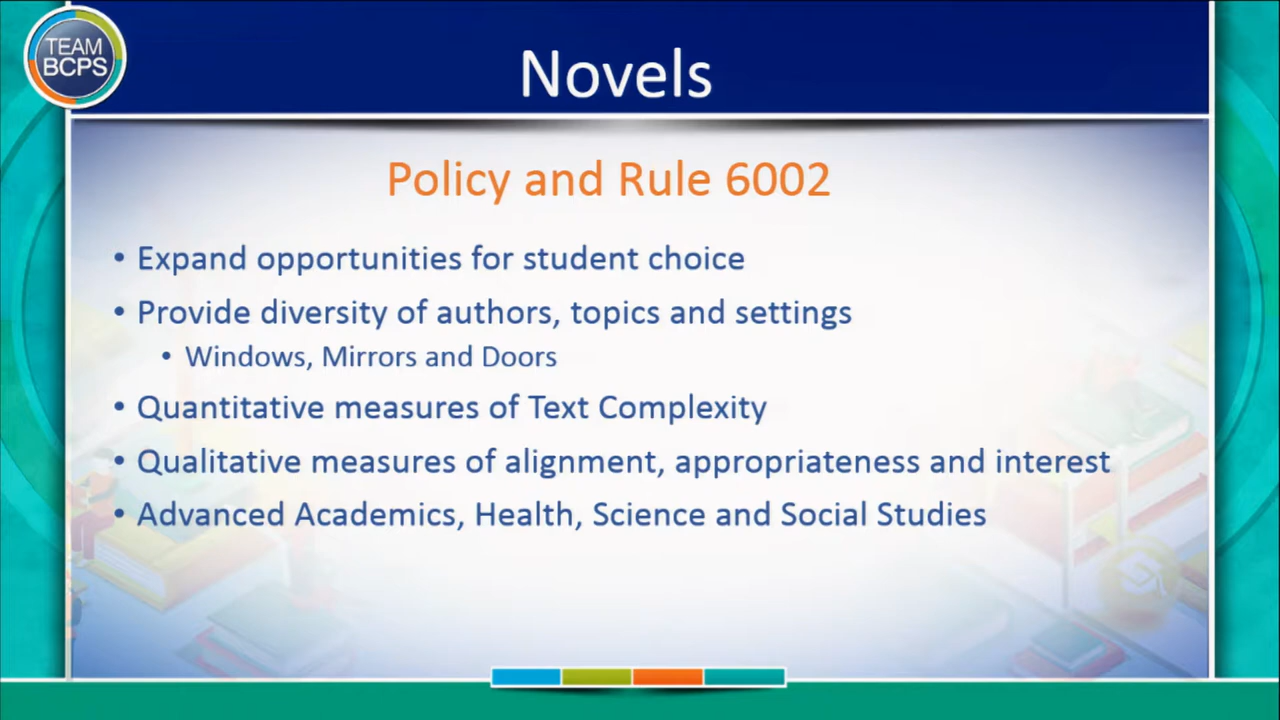 TEAM
BCPS
Novels
Policy and Rule 6002
• Expand opportunities for student choice
• Provide diversity of authors, topics and settings
• Windows, Mirrors and Doors
• Quantitative measures of Text Complexity
• Qualitative measures of alignment, appropriateness and interest
• Advanced Academics, Health, Science and Social Studies